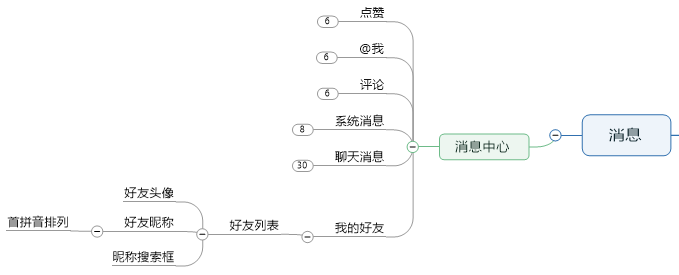 点赞
6
@我
6
评论
6
系统消息
8
聊天消息
30
消息
消息中心
好友头像
首拼音排列
好友昵称
好友列表
我的好友
昵称搜索框